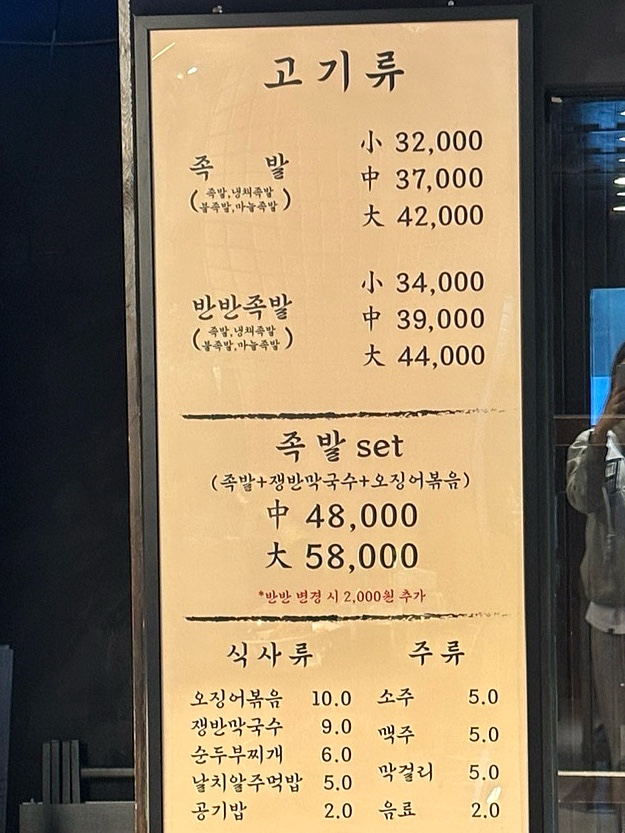 고기류
족 발
(족발,냉채족발
불족발,마늘족발)
小 32,000
中 37,000
大 42,000
반반족발
(족발,냉채족발
불족발,마늘족발)
小 34,000
中 39,000
大 44,000
족발 set
(족발+쟁반막국수+오징어볶음)
中 48,000
大 58,000
*반반 변경 시 2,000원 추가
식사류
오징어볶음 10.0
쟁반막국수 9.0
순두부찌개 6.0
날치알주먹밥 5.0
공기밥 2.0
주류
소주 5.0
맥주 5.0
막걸리 5.0
음료 2.0